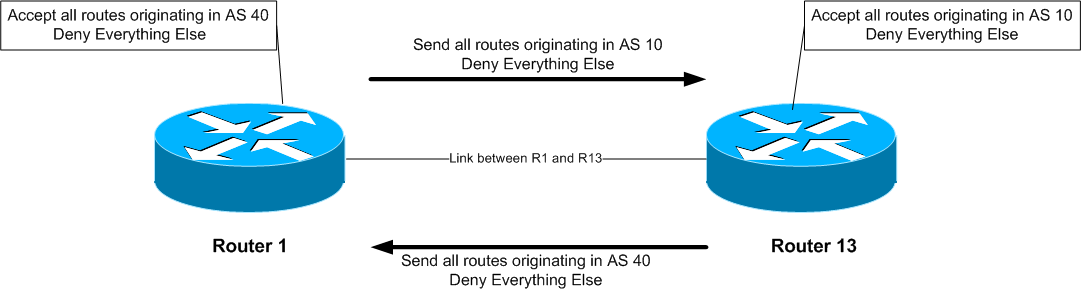 Accept all routes originating in AS 40
Deny Everything Else
Accept all routes originating in AS 10
Deny Everything Else
Send all routes originating in AS 10
Deny Everything Else
Link between R1 and R13
Router 1
Router 13
Send all routes originating in AS 40
Deny Everything Else